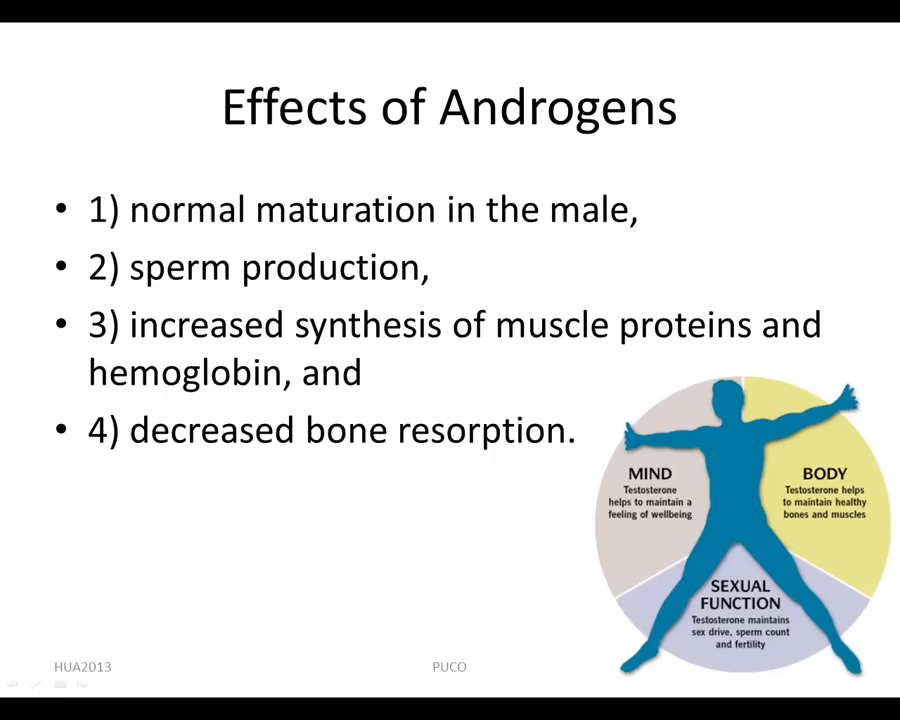 Effects of Androgens
• 1) normal maturation in the male,
• 2) sperm production,
• 3) increased synthesis of muscle proteins and
hemoglobin, and
• 4) decreased bone resorption.
MIND
Testosterone
helps to maintain a
feeling of wellbeing
BODY
Testosterone helps
to maintain healthy
bones and muscles
SEXUAL
FUNCTION
Testosterone maintains
sex drive, sperm count
and fertility
HUA2013
PUCO